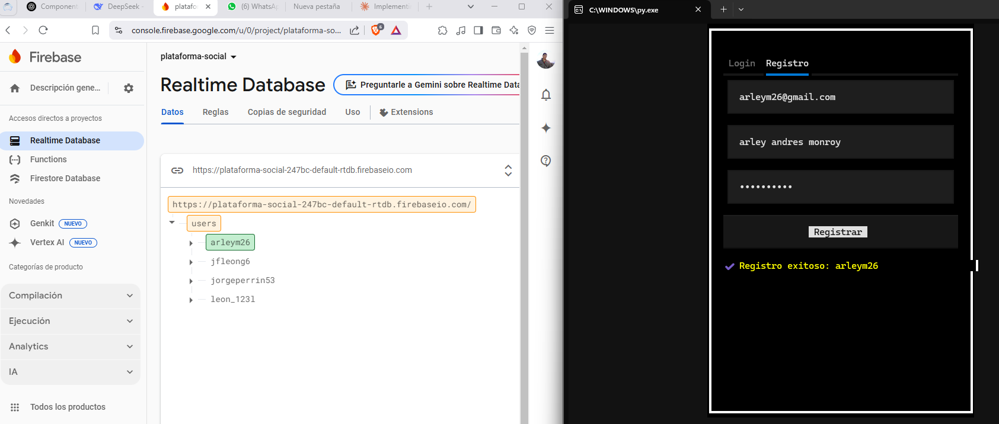 Component
DeepSeek -
platafo
(6) WhatsAp
Nueva pestaña
Implementi
console.firebase.google.com/u/0/project/plataforma-so...
6
Firebase
Descripción gene...
Accesos directos a proyectos
Realtime Database
Functions
Firestore Database
Novedades
Genkit NUEVO
Vertex AI NUEVO
Categorías de producto
Compilación
Ejecución
Analytics
IA
Todos los productos
plataforma-social
Realtime Database
Preguntarle a Gemini sobre Realtime Data
Datos Reglas Copias de seguridad Uso Extensions
https://plataforma-social-247bc-default-rtdb.firebaseio.com
https://plataforma-social-247bc-default-rtdb.firebaseio.com/
users
arleym26
jfleong6
jorgeperrin53
leon_123l
C:\WINDOWS\py.exe
Login Registro
arleym26@gmail.com
arley andres monroy
••••••••••
Registrar
Registro exitoso: arleym26